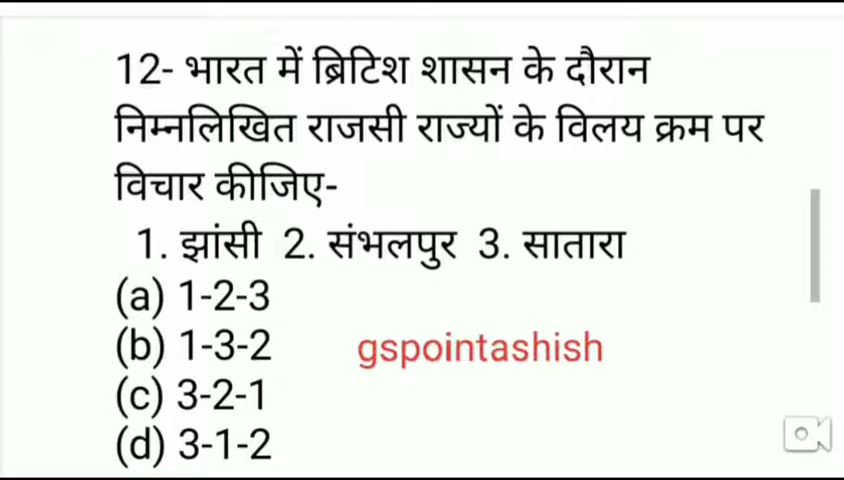 12- भारत में ब्रिटिश शासन के दौरान
निम्नलिखित राजसी राज्यों के विलय क्रम पर
विचार कीजिए-
1. झांसी 2. संभलपुर 3. सातारा
(a) 1-2-3
(b) 1-3-2
gspointashish
(c) 3-2-1
(d) 3-1-2